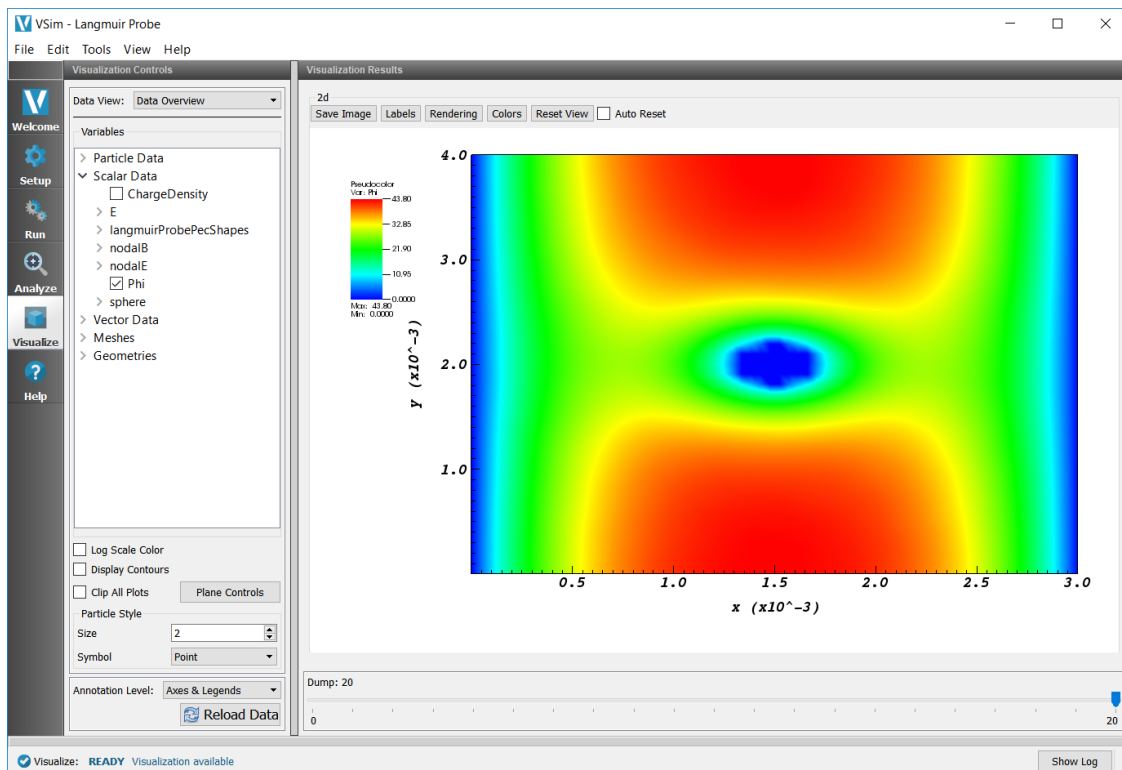 VSim - Langmuir Probe
File Edit Tools View Help
Visualization Controls
Welcome
Setup
Run
Analyze
Visualize
Help
Data View: Data Overview
Variables
Particle Data
Scalar Data
ChargeDensity
E
langmuirProbePecShapes
nodalB
nodalE
Phi
sphere
Vector Data
Meshes
Geometries
Log Scale Color
Display Contours
Clip All Plots Plane Controls
Particle Style
Size 2
Symbol Point
Annotation Level: Axes & Legends
Reload Data
Visualization Results
2d
Save Image Labels Rendering Colors Reset View Auto Reset
Pseudocolor
Var: Phi
43.80
32.85
21.90
10.95
0.0000
Max: 43.80
Min: 0.0000
Y (x10^-3)
4.0
3.0
2.0
1.0
0.5 1.0 1.5 2.0 2.5 3.0
x (x10^-3)
Dump: 20
0 20
Visualize: READY Visualization available
Show Log